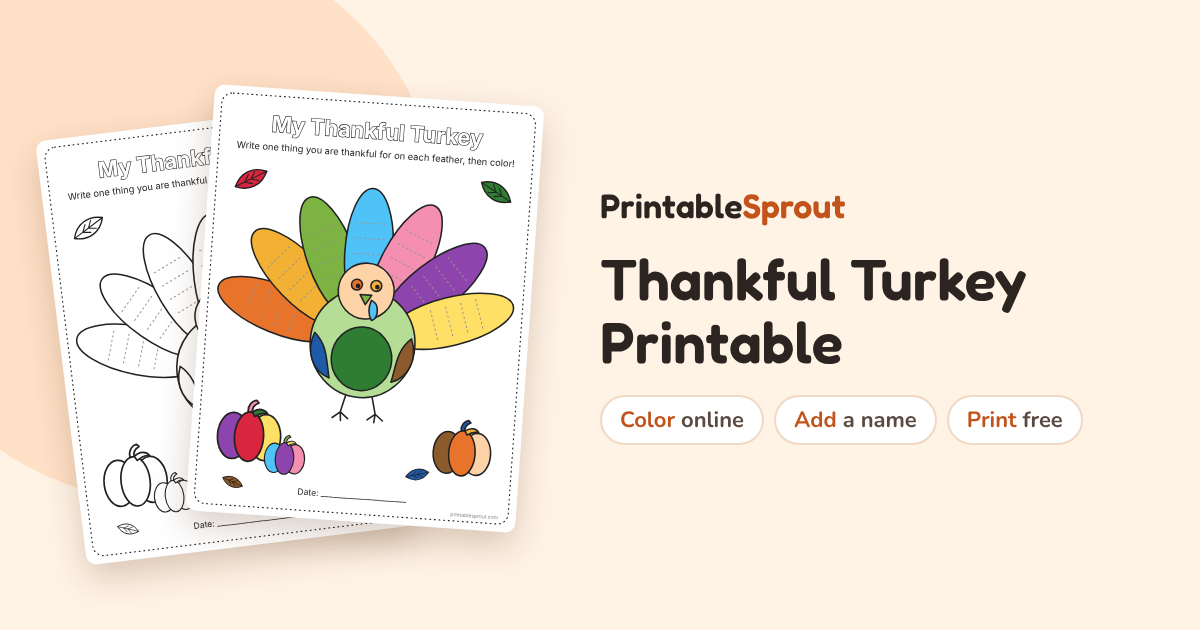 My Thankful Turkey
Write one thing you are thankful for on each feather, then color!
Date:
printablesprout.com
My Thankf
Write one thing you are thankful
Date:
PrintableSprout
Thankful Turkey
Printable
Color online
Add a name
Print free